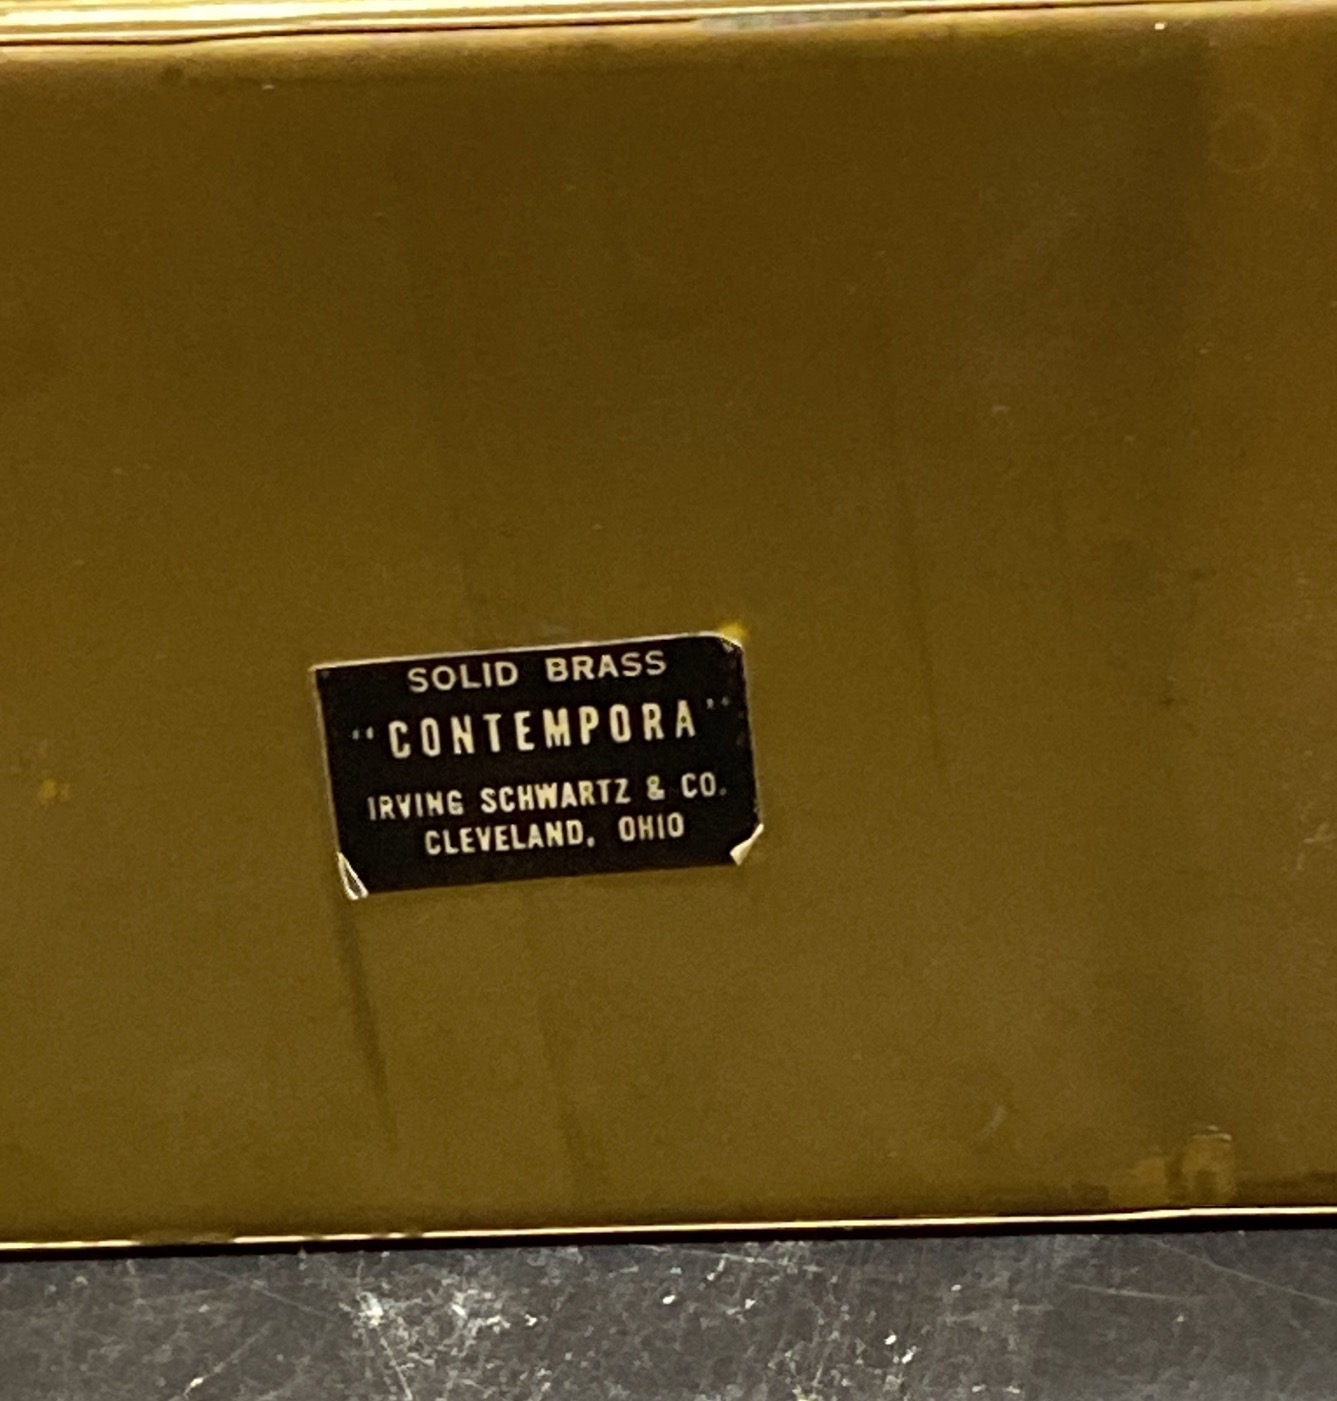 SOLID BRASS
"CONTEMPORA"
IRVING SCHWARTZ & CO.
CLEVELAND, OHIO